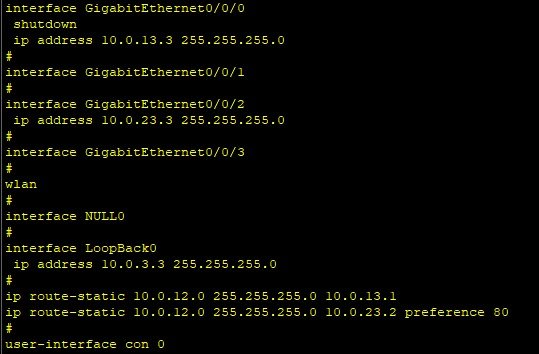 interface GigabitEthernet0/0/0
 shutdown
 ip address 10.0.13.3 255.255.255.0
#
interface GigabitEthernet0/0/1
#
interface GigabitEthernet0/0/2
 ip address 10.0.23.3 255.255.255.0
#
interface GigabitEthernet0/0/3
#
wlan
#
interface NULL0
#
interface LoopBack0
 ip address 10.0.3.3 255.255.255.0
#
ip route-static 10.0.12.0 255.255.255.0 10.0.13.1
ip route-static 10.0.12.0 255.255.255.0 10.0.23.2 preference 80
#
user-interface con 0